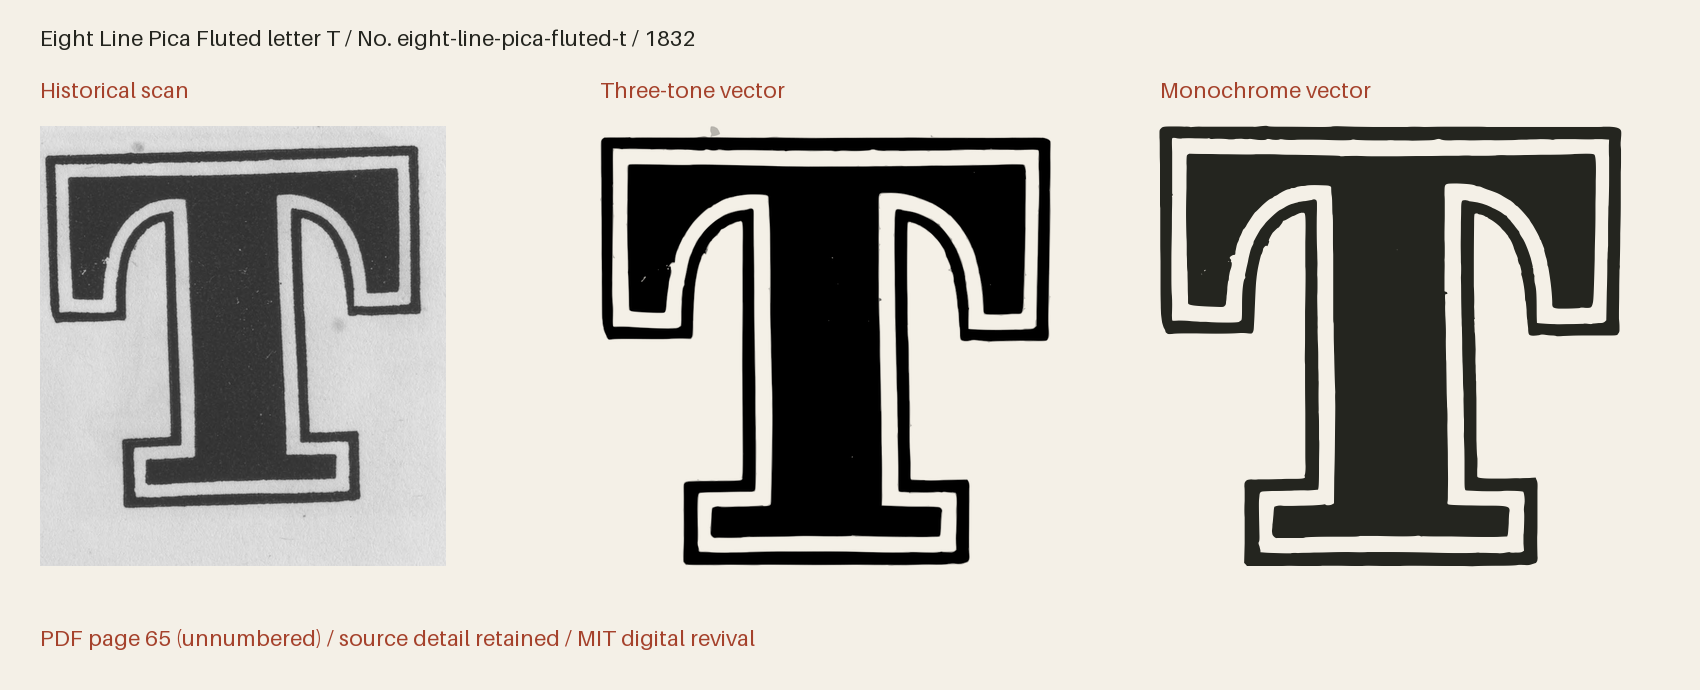 Eight Line Pica Fluted letter T / No. eight-line-pica-fluted-t / 1832
Historical scan
Three-tone vector
Monochrome vector
T
T
T
PDF page 65 (unnumbered) / source detail retained / MIT digital revival